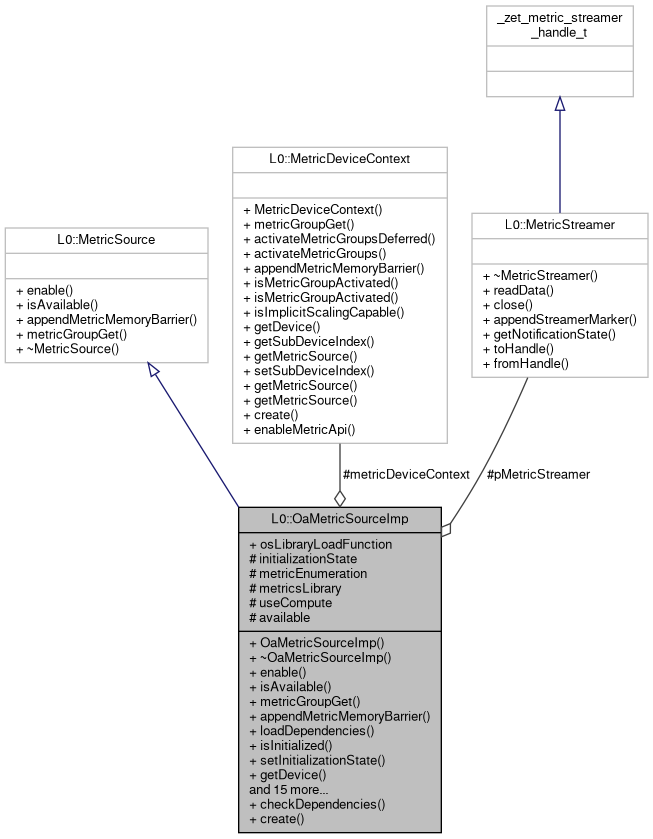 _zet_metric_streamer
_handle_t
L0::MetricDeviceContext
+ MetricDeviceContext()
+ metricGroupGet()
+ activateMetricGroupsDeferred()
+ activateMetricGroups()
+ appendMetricMemoryBarrier()
+ isMetricGroupActivated()
+ isMetricGroupActivated()
+ isImplicitScalingCapable()
+ getDevice()
+ getSubDeviceIndex()
+ getMetricSource()
+ setSubDeviceIndex()
+ getMetricSource()
+ getMetricSource()
+ create()
+ enableMetricApi()
L0::MetricStreamer
+ ~MetricStreamer()
+ readData()
+ close()
+ appendStreamerMarker()
+ getNotificationState()
+ toHandle()
+ fromHandle()
L0::MetricSource
+ enable()
+ isAvailable()
+ appendMetricMemoryBarrier()
+ metricGroupGet()
+ ~MetricSource()
#metricDeviceContext
#pMetricStreamer
L0::OaMetricSourceImp
+ osLibraryLoadFunction
# initializationState
# metricEnumeration
# metricsLibrary
# useCompute
# available
+ OaMetricSourceImp()
+ ~OaMetricSourceImp()
+ enable()
+ isAvailable()
+ metricGroupGet()
+ appendMetricMemoryBarrier()
+ loadDependencies()
+ isInitialized()
+ setInitializationState()
+ getDevice()
and 15 more...
+ checkDependencies()
+ create()